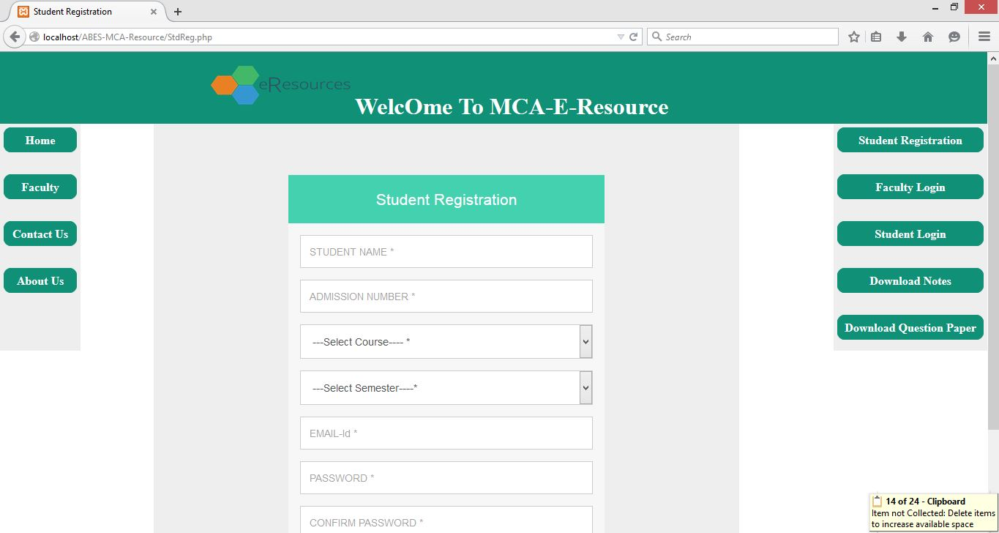 Student Registration
localhost/ABES-MCA-Resource/StdReg.php
Search
eResources
WelcOme To MCA-E-Resource
Home
Faculty
Contact Us
About Us
Student Registration
STUDENT NAME *
ADMISSION NUMBER *
---Select Course---- *
---Select Semester----*
EMAIL-Id *
PASSWORD *
CONFIRM PASSWORD *
Student Registration
Faculty Login
Student Login
Download Notes
Download Question Paper
14 of 24 - Clipboard
Item not Collected: Delete items
to increase available space